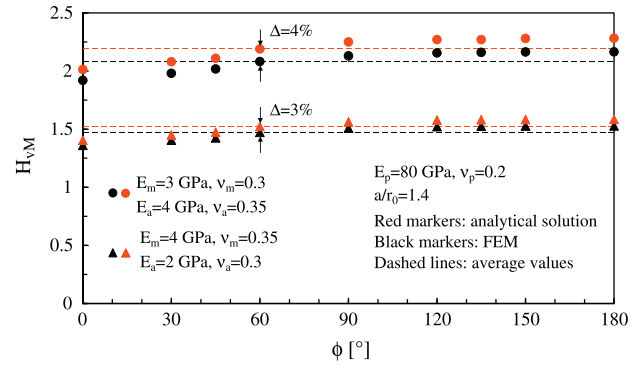 2.5
2
1.5
1
0.5
0
H_vM
Δ=4%
Δ=3%
E_m=3 GPa, ν_m=0.3
E_a=4 GPa, ν_a=0.35
E_m=4 GPa, ν_m=0.35
E_a=2 GPa, ν_a=0.3
E_p=80 GPa, ν_p=0.2
a/r_0=1.4
Red markers: analytical solution
Black markers: FEM
Dashed lines: average values
0 30 60 90 120 150 180
ϕ [°]